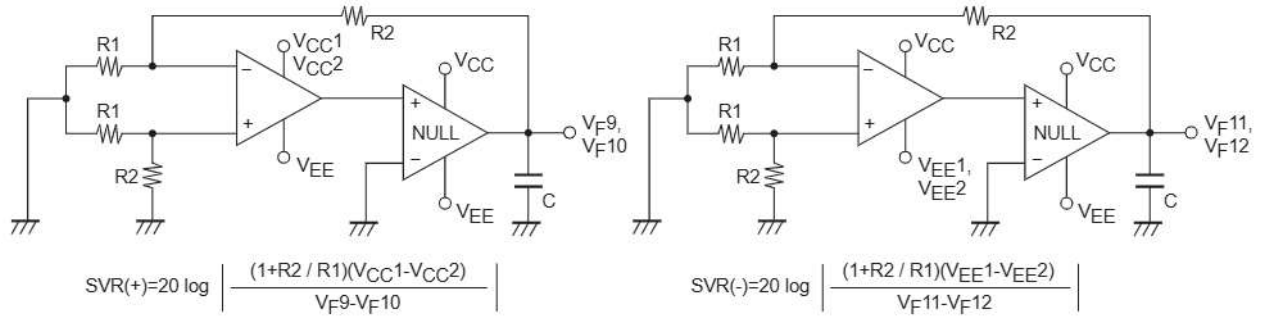 R2
R1
VCC1
VCC2
−
+
R1
R2
VEE
VCC
+
NULL
−
VEE
VF9,
VF10
C
SVR(+)=20 log | (1+R2 / R1)(VCC1-VCC2) |
VF9-VF10
R2
R1
VCC
−
+
R1
R2
VEE1,
VEE2
VCC
+
NULL
−
VEE
VF11,
VF12
C
SVR(-)=20 log | (1+R2 / R1)(VEE1-VEE2) |
VF11-VF12